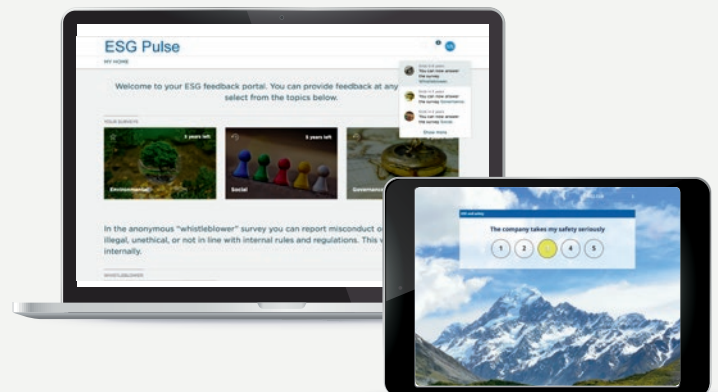 ESG Pulse
MY HOME
Welcome to your ESG feedback portal. You can provide feedback at any
select from the topics below.
You can now answer
the survey
Whistleblower
You can now answer
the survey Governance
You can now answer
the survey Social
Show more
YOUR SURVEYS
5 years left
5 years left
Environmental
Social
Governance
In the anonymous "whistleblower" survey you can report misconduct o
illegal, unethical, or not in line with internal rules and regulations. This w
internally.
WHISTLEBLOWER
The company takes my safety seriously
1 2 3 4 5